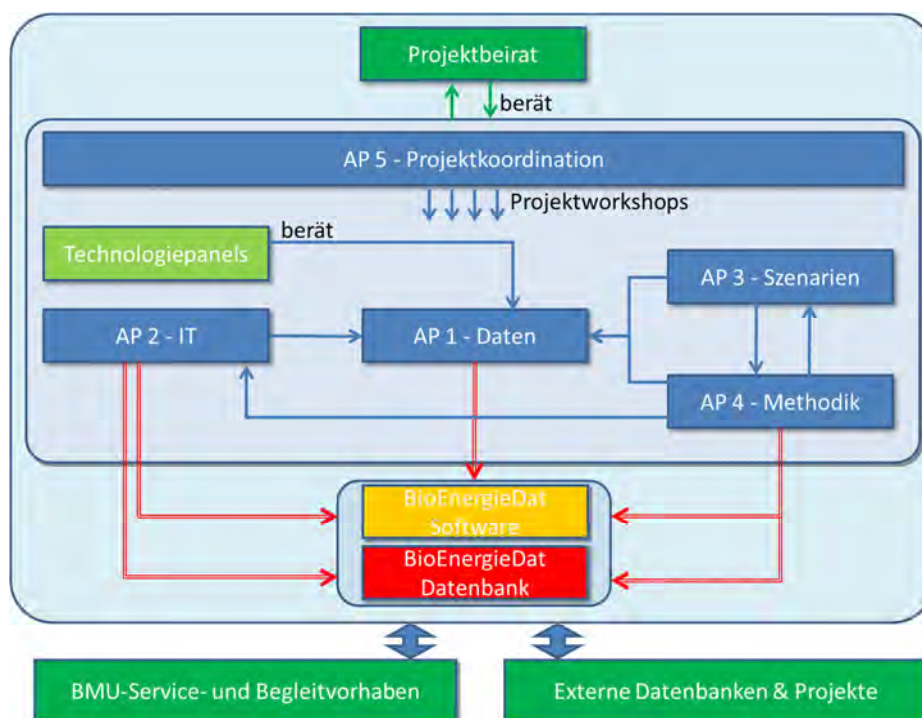 Projektbeirat
berät
AP 5 - Projektkoordination
Projektworkshops
berät
Technologiepanels
AP 3 - Szenarien
AP 2 - IT
AP 1 - Daten
AP 4 - Methodik
BioEnergieDat
Software
BioEnergieDat
Datenbank
BMU-Service- und Begleitvorhaben
Externe Datenbanken & Projekte